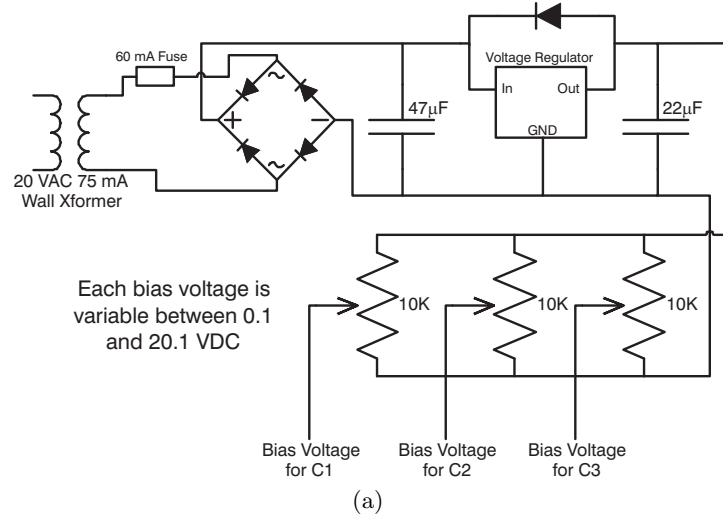 60 mA Fuse
Voltage Regulator
In
Out
GND
47µF
22µF
~
+
−
~
20 VAC 75 mA
Wall Xformer
Each bias voltage is
variable between 0.1
and 20.1 VDC
10K
10K
10K
Bias Voltage
for C1
Bias Voltage
for C2
Bias Voltage
for C3
(a)